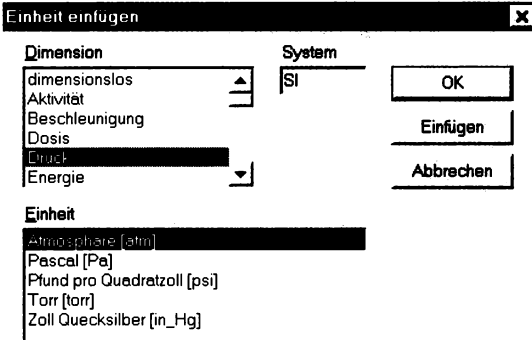 Einheit einfügen
Dimension
System
dimensionslos
Aktivität
Beschleunigung
Dosis
Druck
Energie
SI
OK
Einfügen
Abbrechen
Einheit
Atmosphäre [atm]
Pascal [Pa]
Pfund pro Quadratzoll [psi]
Torr [torr]
Zoll Quecksilber [in_Hg]